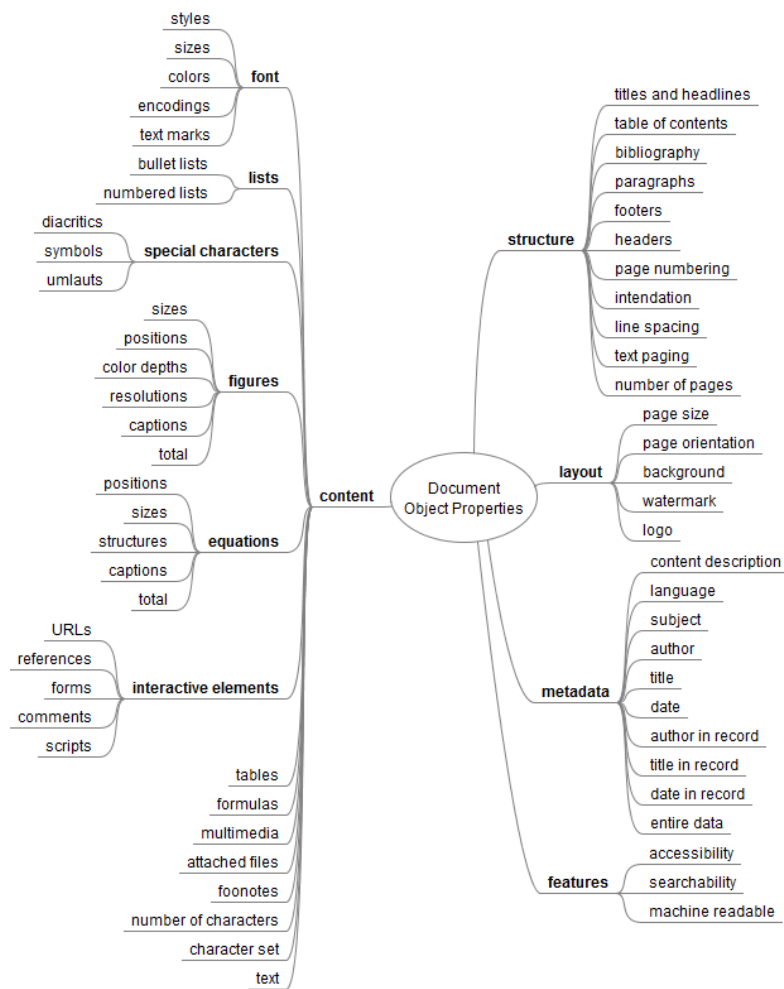 styles
sizes
colors
encodings
text marks
font
bullet lists
numbered lists
lists
diacritics
symbols
umlauts
special characters
sizes
positions
color depths
resolutions
captions
total
figures
positions
sizes
structures
captions
total
equations
URLs
references
forms
comments
scripts
interactive elements
tables
formulas
multimedia
attached files
foonotes
number of characters
character set
text
content
Document
Object Properties
structure
titles and headlines
table of contents
bibliography
paragraphs
footers
headers
page numbering
intendation
line spacing
text paging
number of pages
layout
page size
page orientation
background
watermark
logo
metadata
content description
language
subject
author
title
date
author in record
title in record
date in record
entire data
features
accessibility
searchability
machine readable